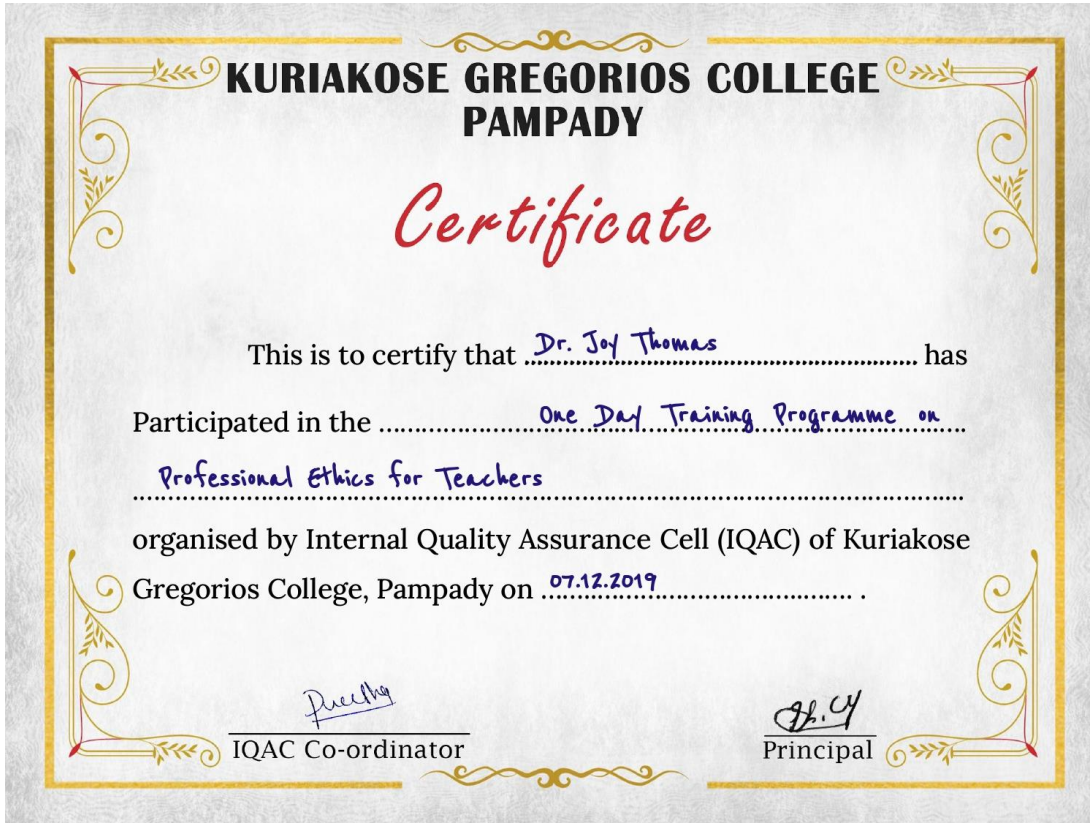 KURIAKOSE GREGORIOS COLLEGE
PAMPADY
Certificate
This is to certify that Dr. Joy Thomas has
Participated in the One Day Training Programme on
Professional Ethics for Teachers
organised by Internal Quality Assurance Cell (IQAC) of Kuriakose
Gregorios College, Pampady on 07.12.2019 .
IQAC Co-ordinator
Principal